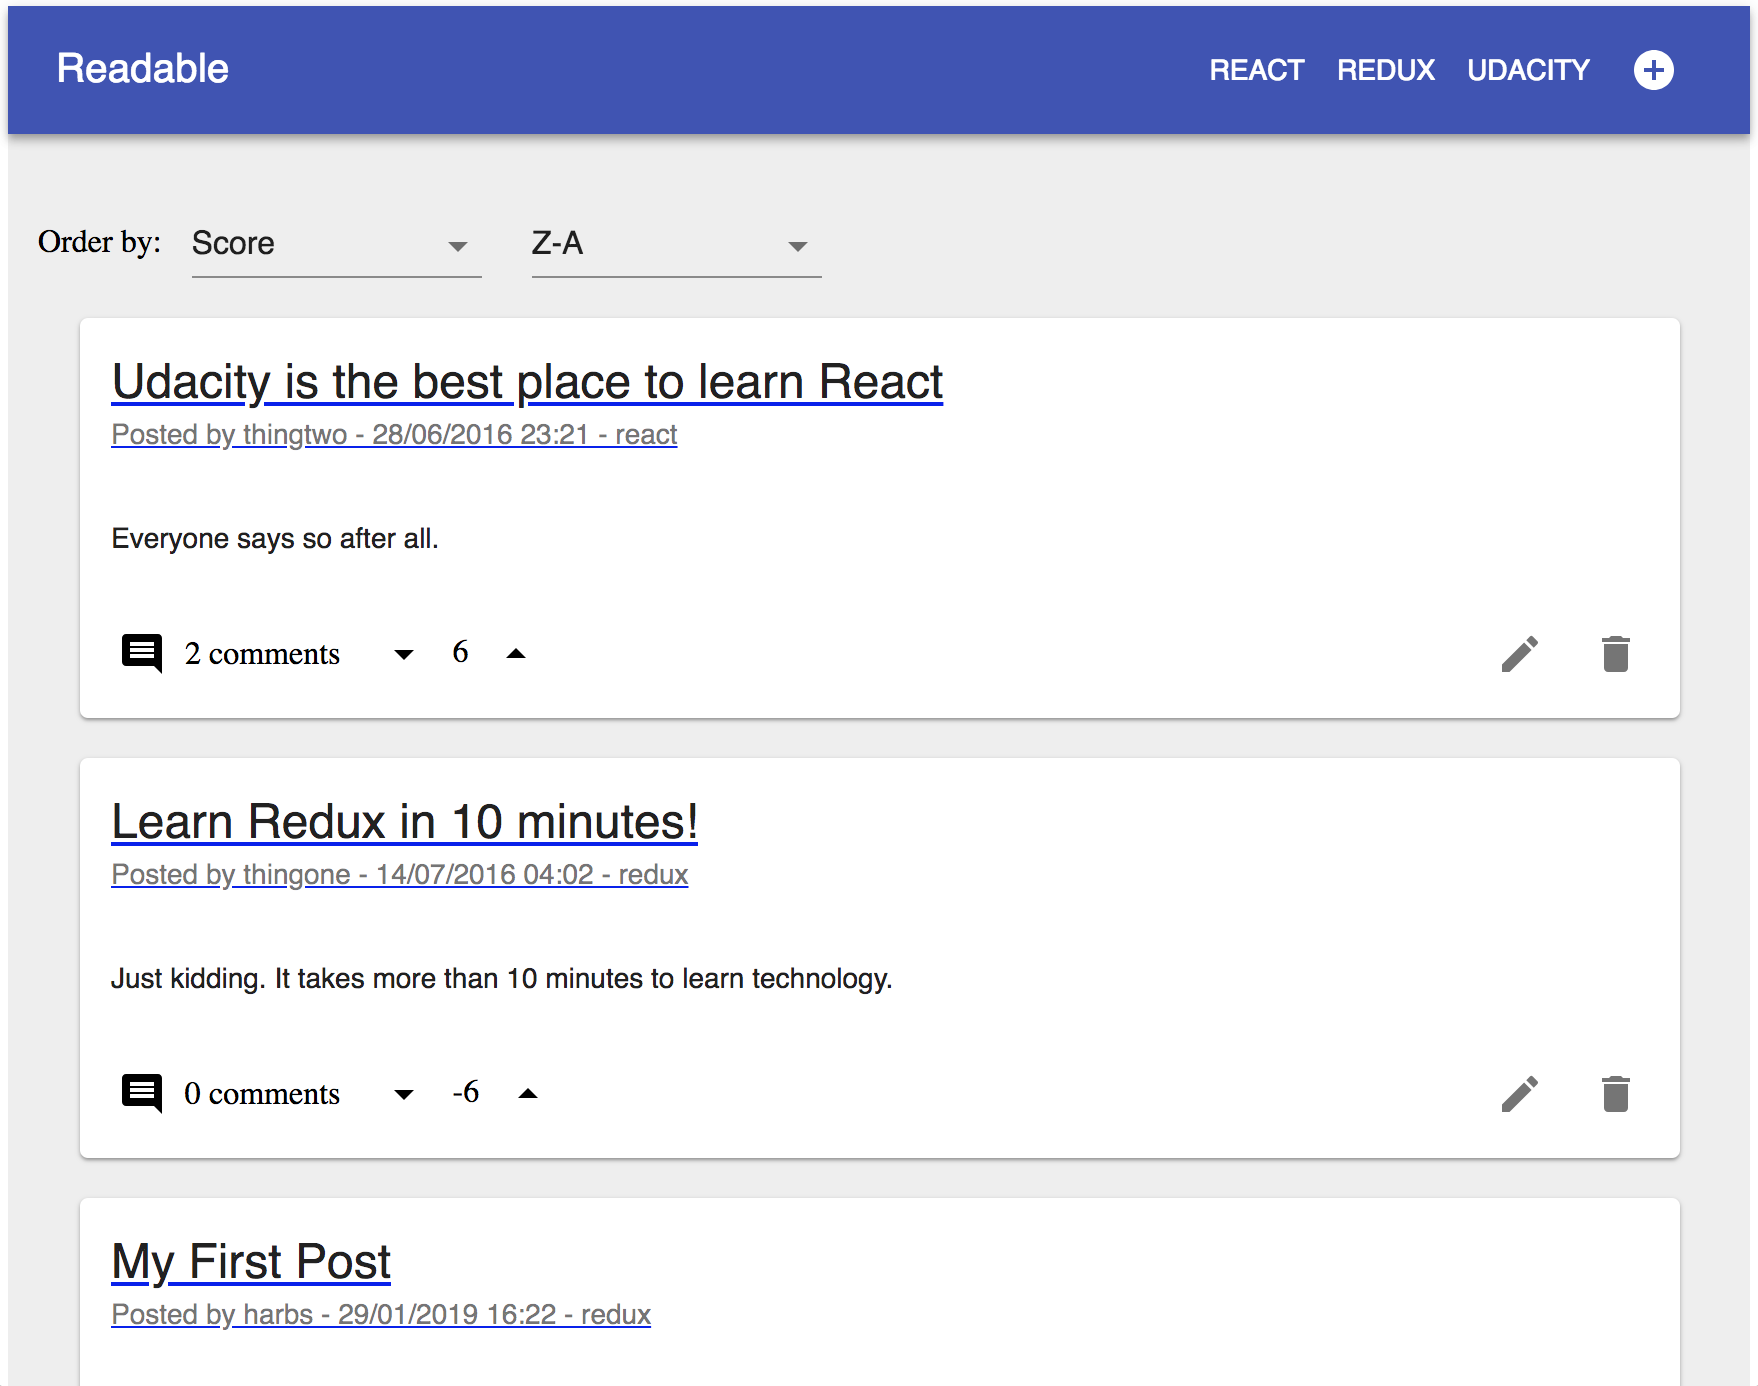 Readable REACT REDUX UDACITY
Order by: Score Z-A
Udacity is the best place to learn React
Posted by thingtwo - 28/06/2016 23:21 - react
Everyone says so after all.
2 comments 6
Learn Redux in 10 minutes!
Posted by thingone - 14/07/2016 04:02 - redux
Just kidding. It takes more than 10 minutes to learn technology.
0 comments -6
My First Post
Posted by harbs - 29/01/2019 16:22 - redux